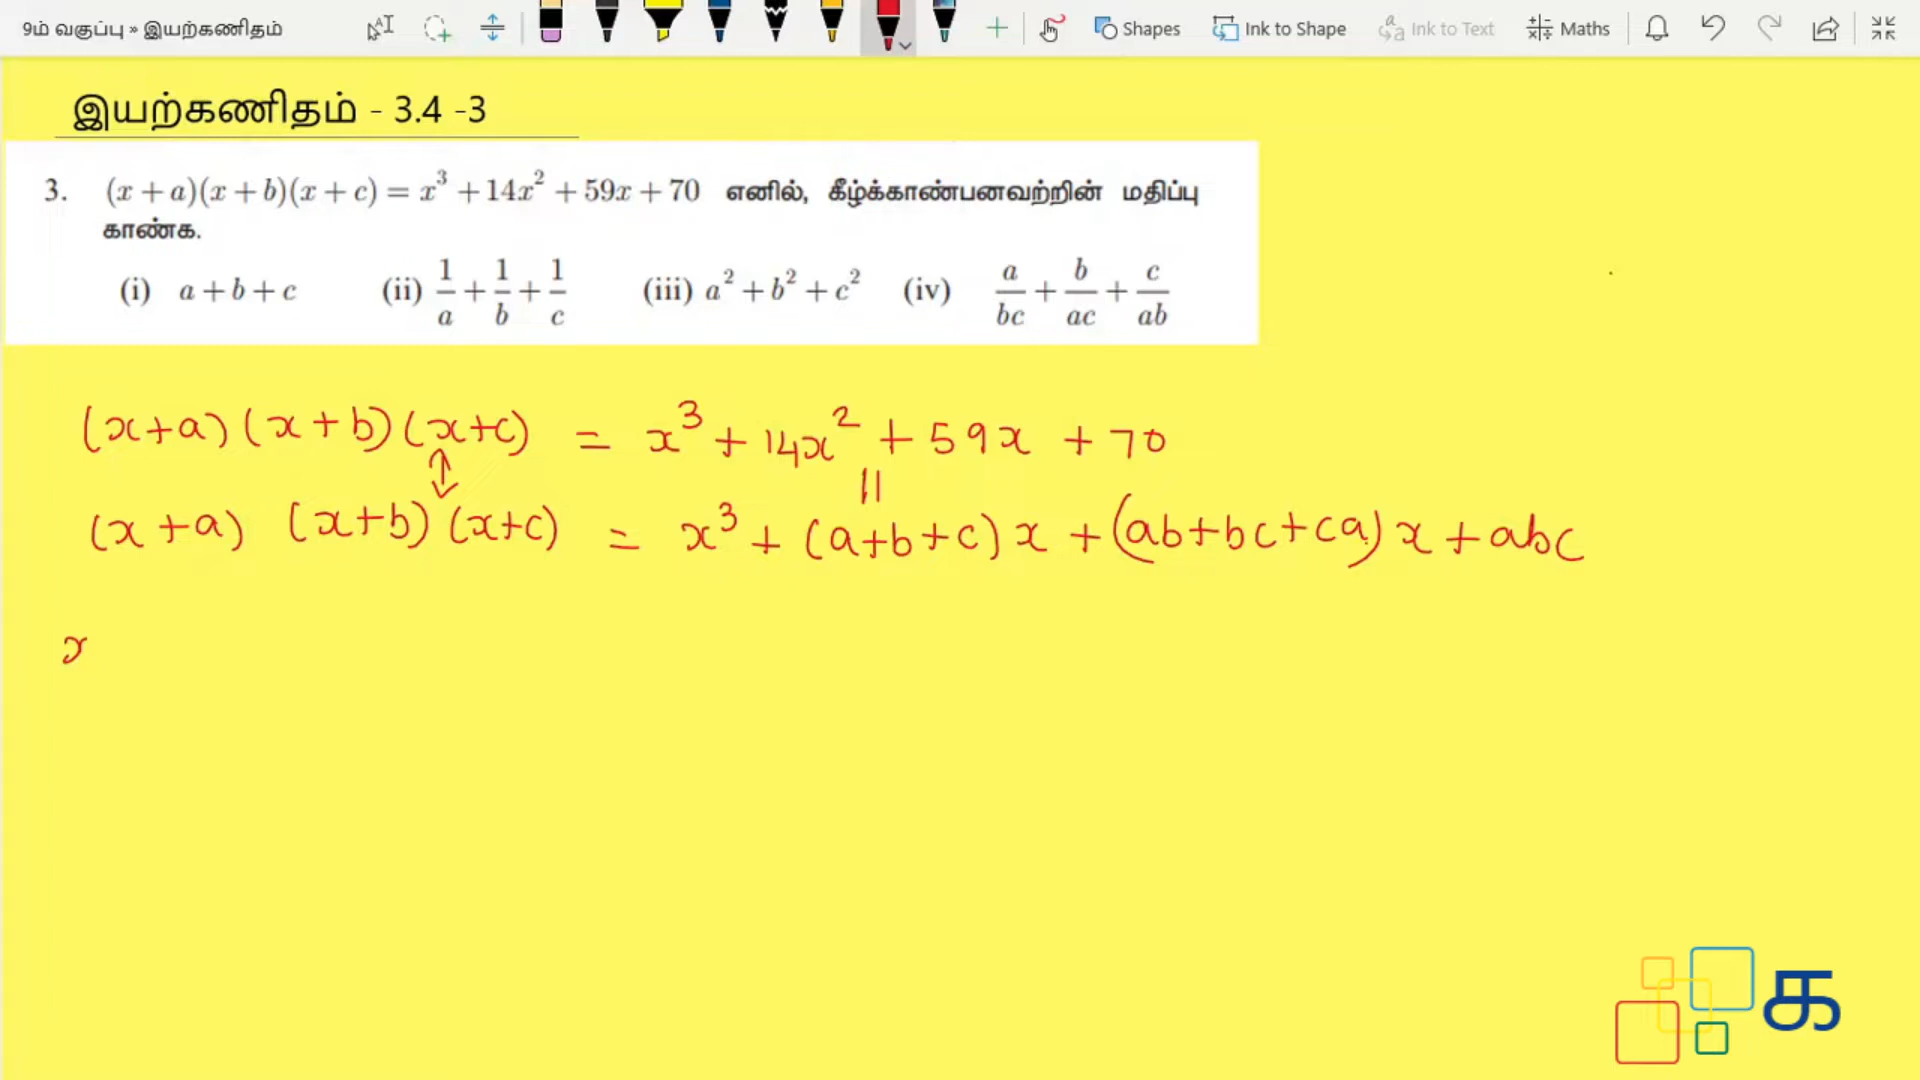 9ம் வகுப்பு » இயற்கணிதம்
Shapes
Ink to Shape
Ink to Text
Maths
இயற்கணிதம் - 3.4 -3
3. (x + a)(x + b)(x + c) = x³ + 14x² + 59x + 70 எனில், கீழ்க்காண்பனவற்றின் மதிப்பு
காண்க.
(i) a + b + c (ii) 1/a + 1/b + 1/c (iii) a² + b² + c² (iv) a/bc + b/ac + c/ab
(x+a)(x+b)(x+c) = x³ + 14x² + 59x + 70
(x+a) (x+b)(x+c) = x³ + (a+b+c)x + (ab+bc+ca)x + abc
x
க